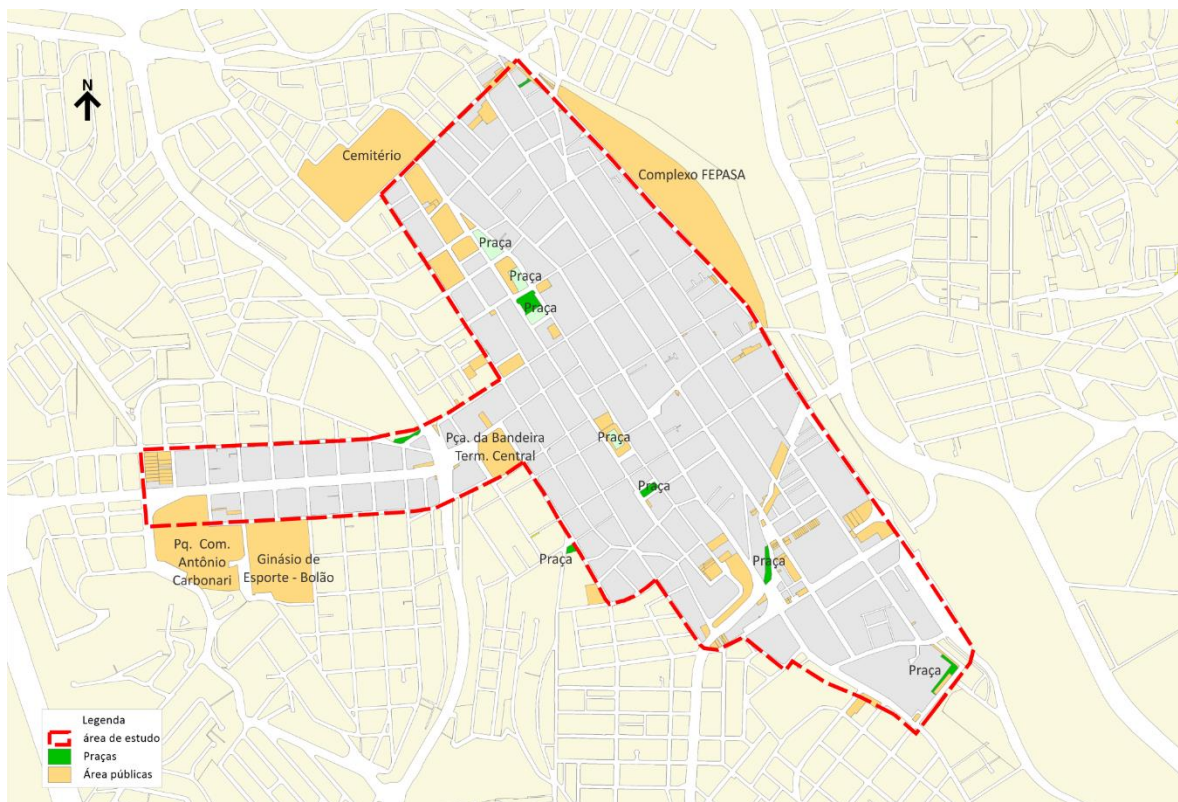 N
Cemitério
Complexo FEPASA
Praça
Praça
Praça
Pça. da Bandeira
Term. Central
Praça
Praça
Praça
Praça
Pq. Com.
Antônio
Carbonari
Ginásio de
Esporte - Bolão
Praça
Legenda
área de estudo
Praças
Área públicas